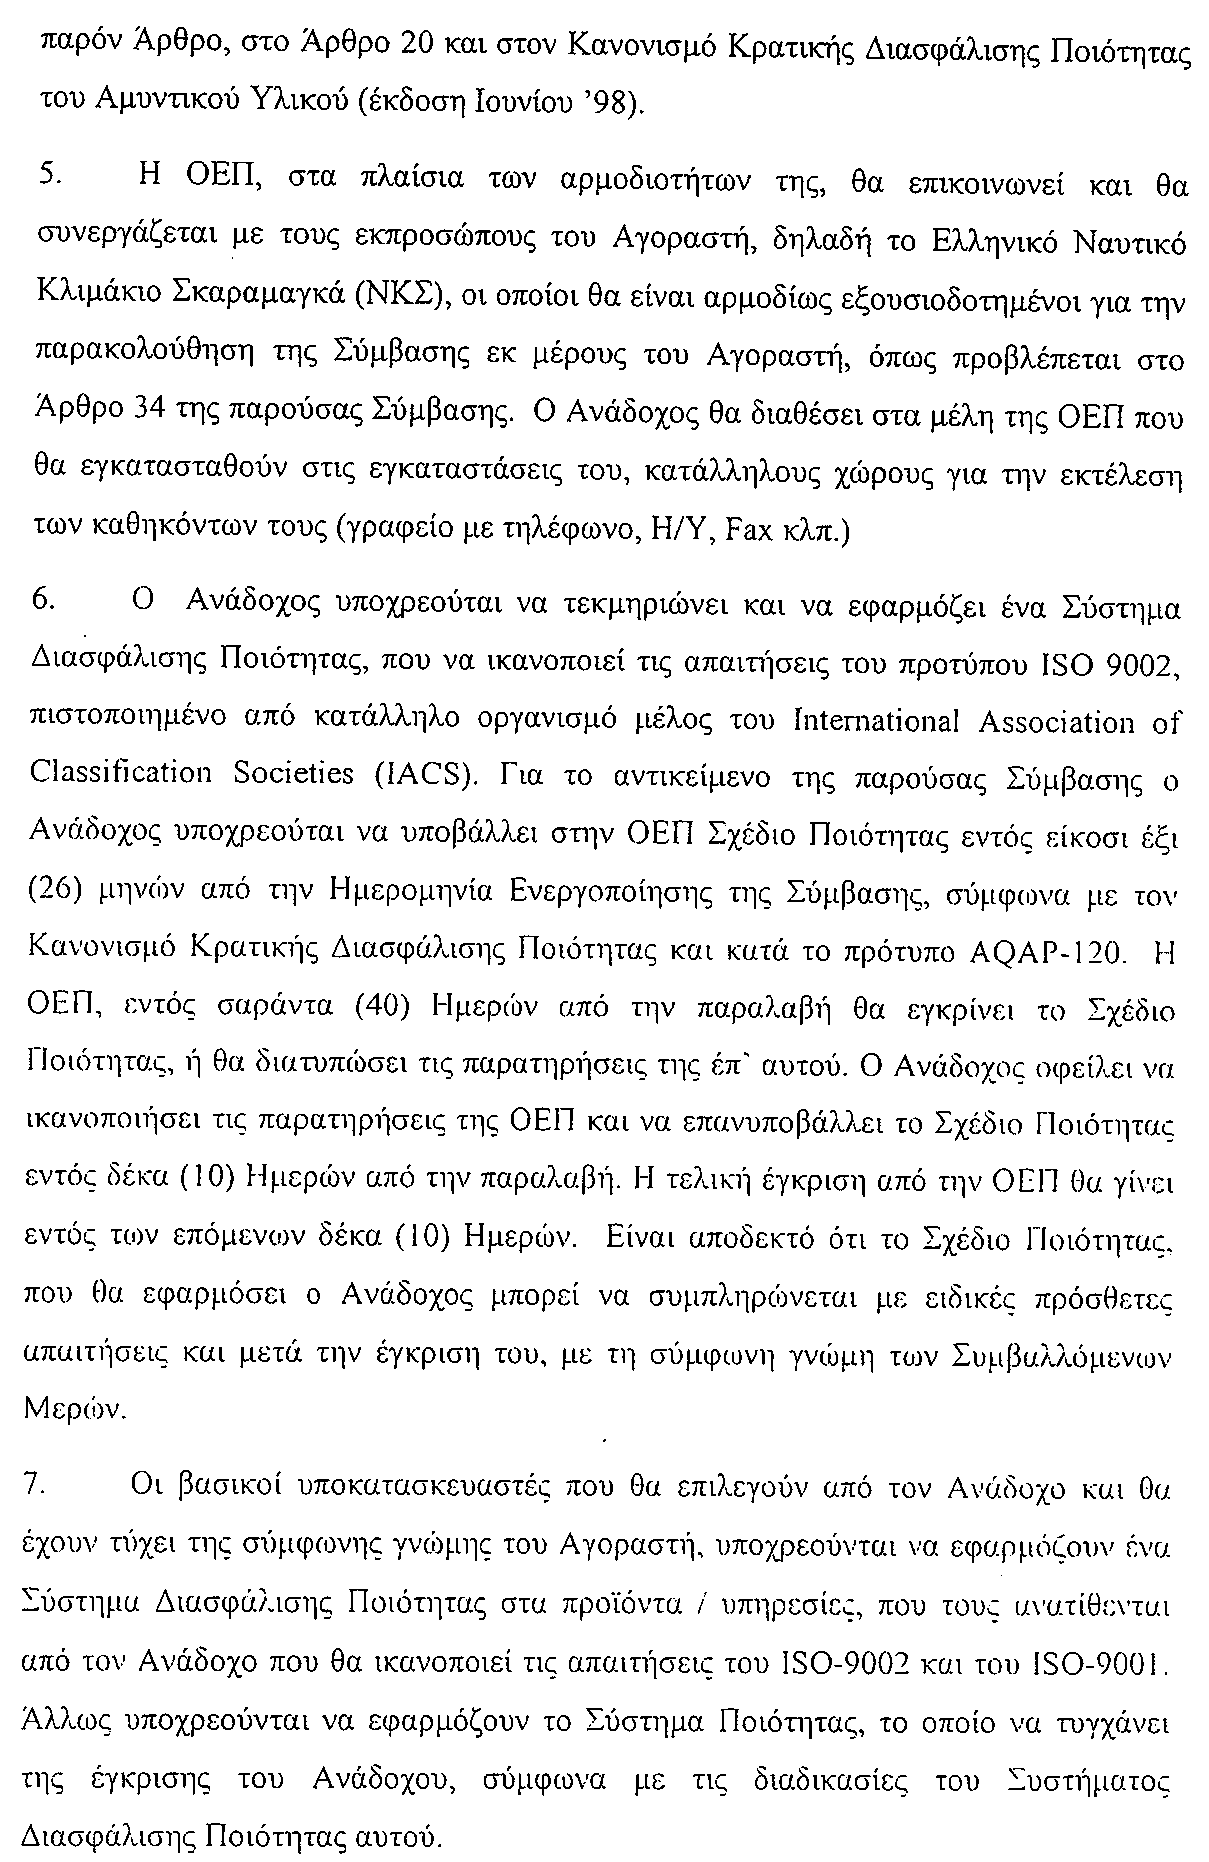 παρόν Άρθρο, στο Άρθρο 20 και στον Κανονισμό Κρατικής Διασφάλισης Ποιότητας
του Αμυντικού Υλικού (έκδοση Ιουνίου ’98).
5. Η ΟΕΠ, στα πλαίσια των αρμοδιοτήτων της, θα επικοινωνεί και θα
συνεργάζεται με τους εκπροσώπους του Αγοραστή, δηλαδή το Ελληνικό Ναυτικό
Κλιμάκιο Σκαραμαγκά (ΝΚΣ), οι οποίοι θα είναι αρμοδίως εξουσιοδοτημένοι για την
παρακολούθηση της Σύμβασης εκ μέρους του Αγοραστή, όπως προβλέπεται στο
Άρθρο 34 της παρούσας Σύμβασης. Ο Ανάδοχος θα διαθέσει στα μέλη της ΟΕΠ που
θα εγκατασταθούν στις εγκαταστάσεις του, κατάλληλους χώρους για την εκτέλεση
των καθηκόντων τους (γραφείο με τηλέφωνο, Η/Υ, Fax κλπ.)
6. Ο Ανάδοχος υποχρεούται να τεκμηριώνει και να εφαρμόζει ένα Σύστημα
Διασφάλισης Ποιότητας, που να ικανοποιεί τις απαιτήσεις του προτύπου ISO 9002,
πιστοποιημένο από κατάλληλο οργανισμό μέλος του International Association of
Classification Societies (IACS). Για το αντικείμενο της παρούσας Σύμβασης ο
Ανάδοχος υποχρεούται να υποβάλλει στην ΟΕΠ Σχέδιο Ποιότητας εντός είκοσι έξι
(26) μηνών από την Ημερομηνία Ενεργοποίησης της Σύμβασης, σύμφωνα με τον
Κανονισμό Κρατικής Διασφάλισης Ποιότητας και κατά το πρότυπο AQAP-120. Η
ΟΕΠ, εντός σαράντα (40) Ημερών από την παραλαβή θα εγκρίνει το Σχέδιο
Ποιότητας, ή θα διατυπώσει τις παρατηρήσεις της έπ` αυτού. Ο Ανάδοχος οφείλει να
ικανοποιήσει τις παρατηρήσεις της ΟΕΠ και να επανυποβάλλει το Σχέδιο Ποιότητας
εντός δέκα (10) Ημερών από την παραλαβή. Η τελική έγκριση από την ΟΕΠ θα γίνει
εντός των επόμενων δέκα (10) Ημερών. Είναι αποδεκτό ότι το Σχέδιο Ποιότητας,
που θα εφαρμόσει ο Ανάδοχος μπορεί να συμπληρώνεται με ειδικές πρόσθετες
απαιτήσεις και μετά την έγκριση του, με τη σύμφωνη γνώμη των Συμβαλλόμενων
Μερών.
7. Οι βασικοί υποκατασκευαστές που θα επιλεγούν από τον Ανάδοχο και θα
έχουν τύχει της σύμφωνης γνώμης του Αγοραστή, υποχρεούνται να εφαρμόζουν ένα
Σύστημα Διασφάλισης Ποιότητας στα προϊόντα / υπηρεσίες, που τους ανατίθενται
από τον Ανάδοχο που θα ικανοποιεί τις απαιτήσεις του ISO-9002 και του ISO-9001.
Άλλως υποχρεούνται να εφαρμόζουν το Σύστημα Ποιότητας, το οποίο να τυγχάνει
της έγκρισης του Ανάδοχου, σύμφωνα με τις διαδικασίες του Συστήματος
Διασφάλισης Ποιότητας αυτού.